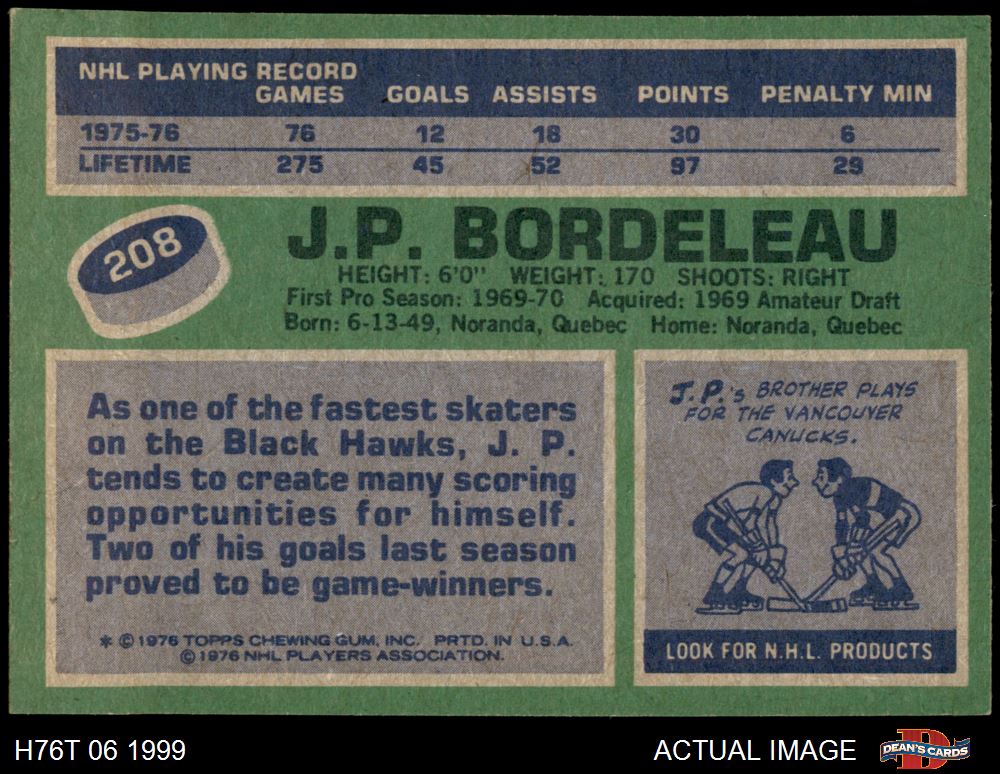 NHL PLAYING RECORD
GAMES GOALS ASSISTS POINTS PENALTY MIN
1975-76 76 12 18 30 6
LIFETIME 275 45 52 97 29
208
J.P. BORDELEAU
HEIGHT: 6'0" WEIGHT: 170 SHOOTS: RIGHT
First Pro Season: 1969-70 Acquired: 1969 Amateur Draft
Born: 6-13-49, Noranda, Quebec Home: Noranda, Quebec
As one of the fastest skaters
on the Black Hawks, J. P.
tends to create many scoring
opportunities for himself.
Two of his goals last season
proved to be game-winners.
* © 1976 TOPPS CHEWING GUM, INC. PRTD. IN U.S.A.
© 1976 NHL PLAYERS ASSOCIATION.
J.P.'s BROTHER PLAYS
FOR THE VANCOUVER
CANUCKS.
LOOK FOR N.H.L. PRODUCTS
H76T 06 1999 ACTUAL IMAGE DEAN'S CARDS